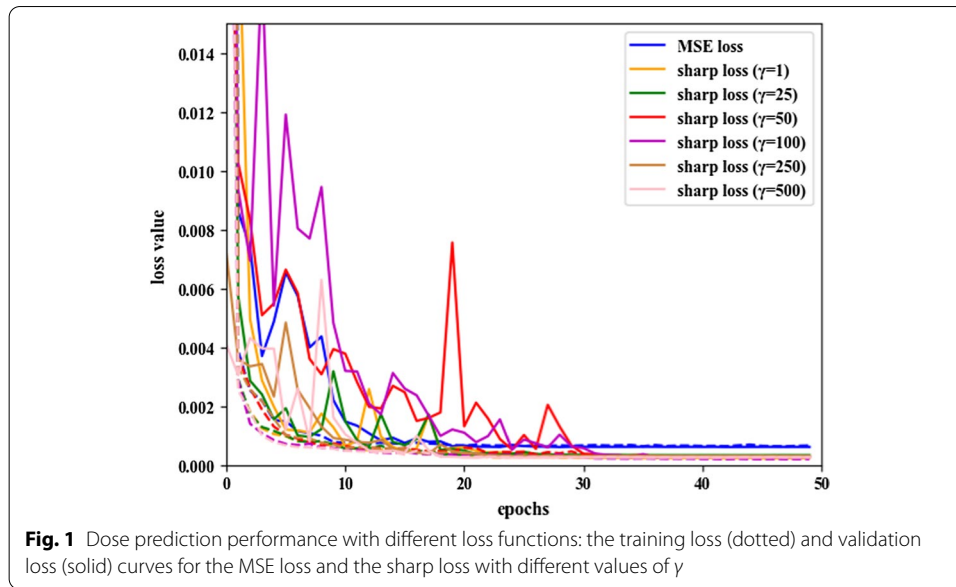 MSE loss
sharp loss (γ=1)
sharp loss (γ=25)
sharp loss (γ=50)
sharp loss (γ=100)
sharp loss (γ=250)
sharp loss (γ=500)
loss value
0.014
0.012
0.010
0.008
0.006
0.004
0.002
0.000
0 10 20 30 40 50
epochs
Fig. 1 Dose prediction performance with different loss functions: the training loss (dotted) and validation
loss (solid) curves for the MSE loss and the sharp loss with different values of γ